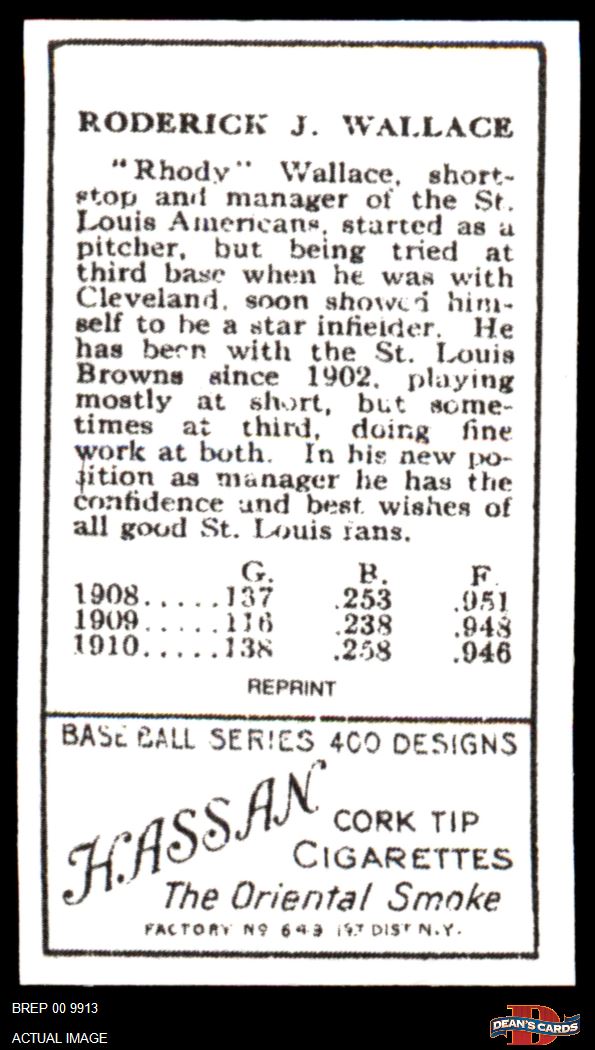 RODERICK J. WALLACE
"Rhody" Wallace, short-
stop and manager of the St.
Louis Americans, started as a
pitcher, but being tried at
third base when he was with
Cleveland, soon showed him-
self to be a star infielder. He
has been with the St. Louis
Browns since 1902, playing
mostly at short, but some-
times at third, doing fine
work at both. In his new po-
sition as manager he has the
confidence and best wishes of
all good St. Louis fans.
G. B. F.
1908.....137 .253 .951
1909.....116 .238 .948
1910.....138 .258 .946
REPRINT
BASE BALL SERIES 400 DESIGNS
HASSAN
CORK TIP
CIGARETTES
The Oriental Smoke
FACTORY Nº 649 1ST DIST N.Y.
BREP 00 9913
ACTUAL IMAGE
D
DEAN'S CARDS